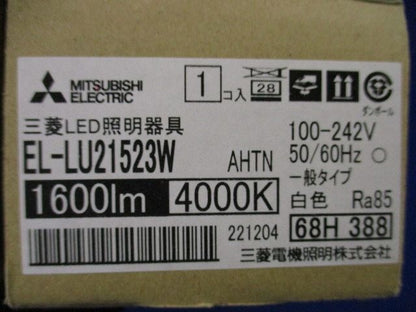 MITSUBISHI
ELECTRIC
1 コ入
28
ダンボール
三菱LED照明器具
EL-LU21523W AHTN
100-242V
50/60Hz
一般タイプ
1600lm 4000K
白色 Ra85
221204
68H 388
三菱電機照明株式会社